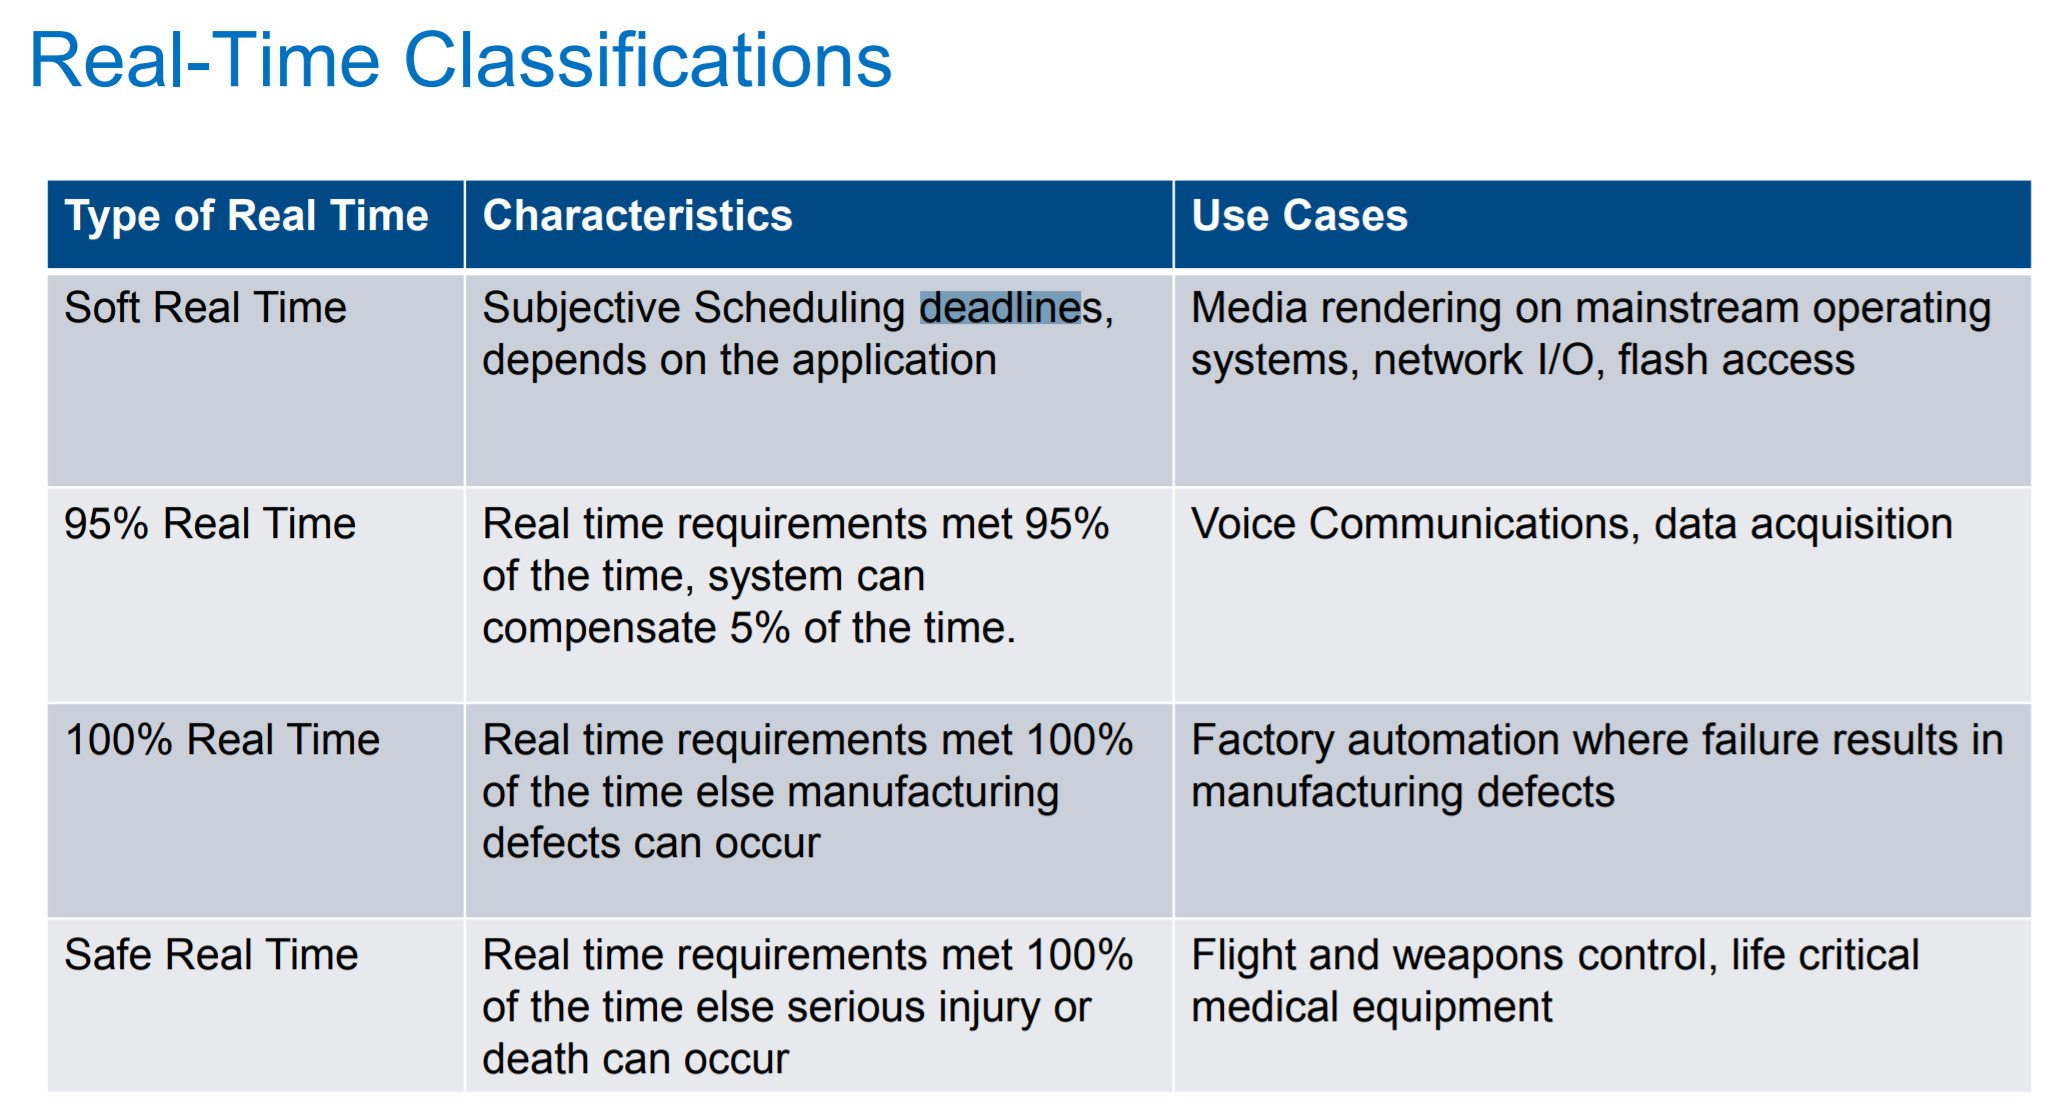 Real-Time Classifications
Type of Real Time
Characteristics
Use Cases
Soft Real Time
Subjective Scheduling deadlines,
depends on the application
Media rendering on mainstream operating
systems, network I/O, flash access
95% Real Time
Real time requirements met 95%
of the time, system can
compensate 5% of the time.
Voice Communications, data acquisition
100% Real Time
Real time requirements met 100%
of the time else manufacturing
defects can occur
Factory automation where failure results in
manufacturing defects
Safe Real Time
Real time requirements met 100%
of the time else serious injury or
death can occur
Flight and weapons control, life critical
medical equipment